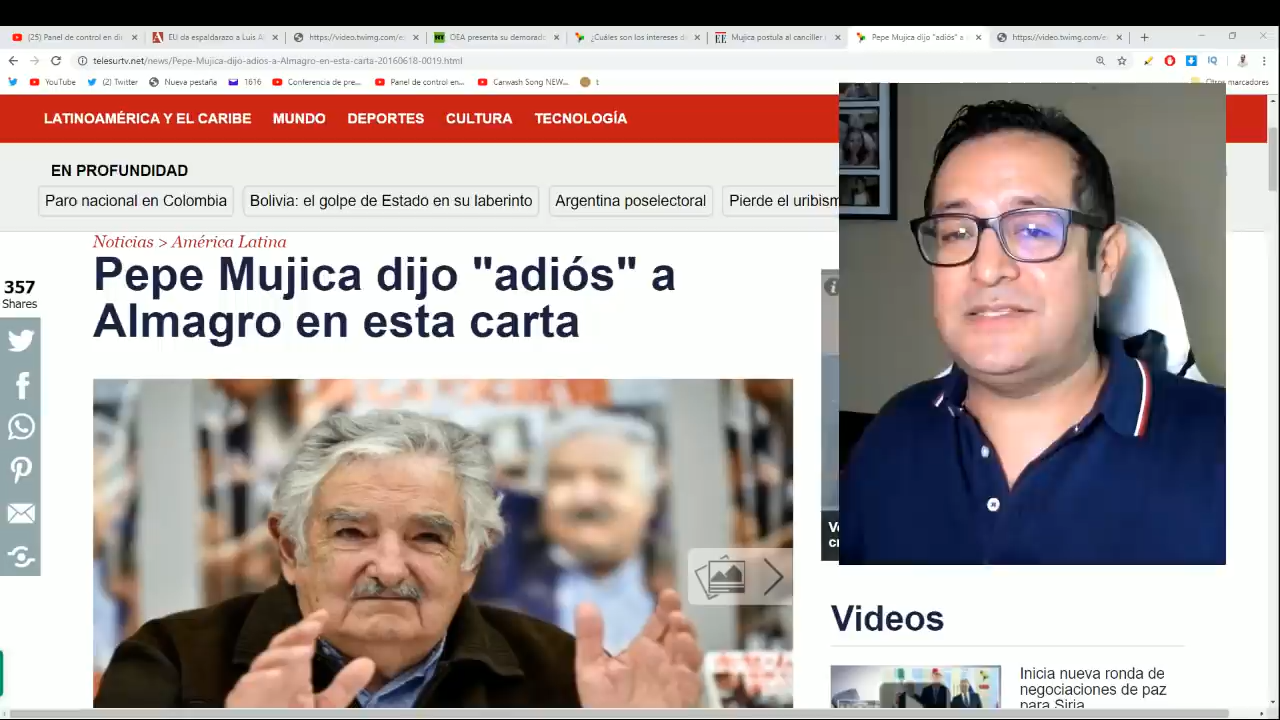 (25) Panel de control en di
EU da espaldarazo a Luis A
https://video.twimg.com/e
OEA presenta su demorado
¿Cuáles son los intereses d
EE
Mujica postula al canciller
Pepe Mujica dijo "adiós" a
https://video.twimg.com/e
telesurtv.net/news/Pepe-Mujica-dijo-adios-a-Almagro-en-esta-carta-20160618-0019.html
YouTube
(2) Twitter
Nueva pestaña
1616
Conferencia de pre...
Panel de control en...
Carwash Song NEW...
t
Otros marcadores
LATINOAMÉRICA Y EL CARIBE
MUNDO
DEPORTES
CULTURA
TECNOLOGÍA
EN PROFUNDIDAD
Paro nacional en Colombia
Bolivia: el golpe de Estado en su laberinto
Argentina poselectoral
Pierde el uribism
Noticias > América Latina
Pepe Mujica dijo "adiós" a
Almagro en esta carta
357
Shares
Videos
Inicia nueva ronda de
negociaciones de paz
para Siria